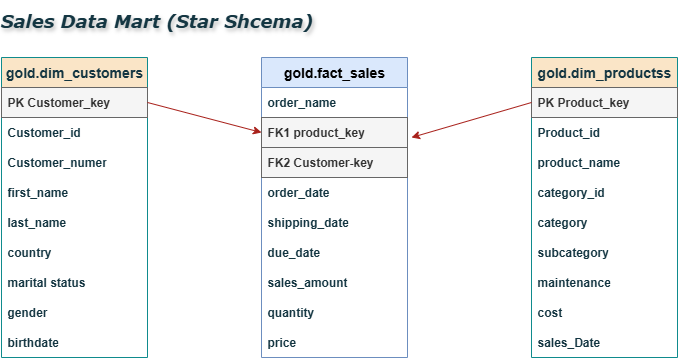 Sales Data Mart (Star Shcema)
gold.dim_customers
PK Customer_key
Customer_id
Customer_numer
first_name
last_name
country
marital status
gender
birthdate
gold.fact_sales
order_name
FK1 product_key
FK2 Customer-key
order_date
shipping_date
due_date
sales_amount
quantity
price
gold.dim_productss
PK Product_key
Product_id
product_name
category_id
category
subcategory
maintenance
cost
sales_Date